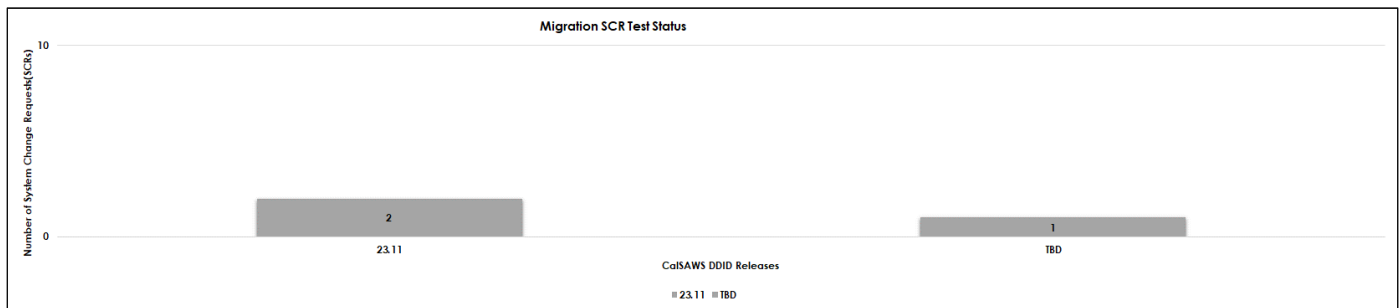 Migration SCR Test Status
Number of System Change Requests(SCRs)
10
0
2
1
23.11
TBD
CalSAWS DDID Releases
23.11 TBD